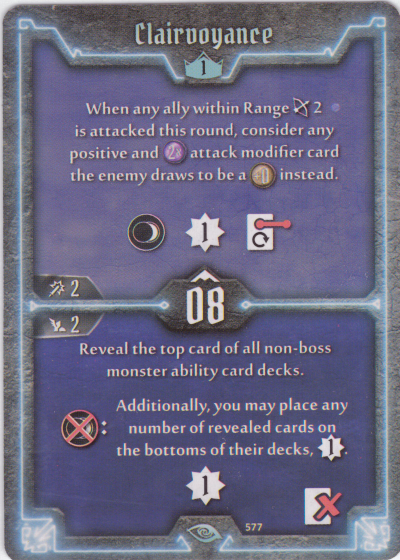 Clairvoyance
1
When any ally within Range 2
is attacked this round, consider any
positive and 2x attack modifier card
the enemy draws to be a +0 instead.
1
2
08
2
Reveal the top card of all non-boss
monster ability card decks.
: Additionally, you may place any
number of revealed cards on
the bottoms of their decks, 1.
1
577